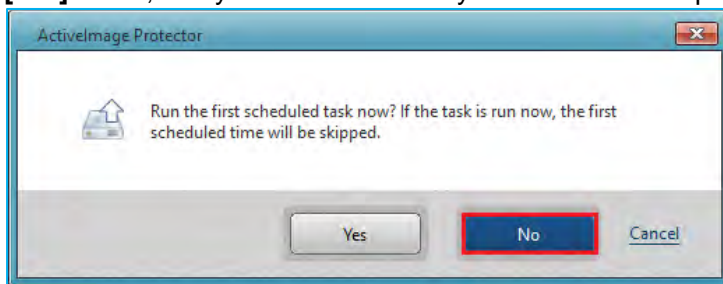 ActiveImage Protector
Run the first scheduled task now? If the task is run now, the first
scheduled time will be skipped.
Yes
No
Cancel